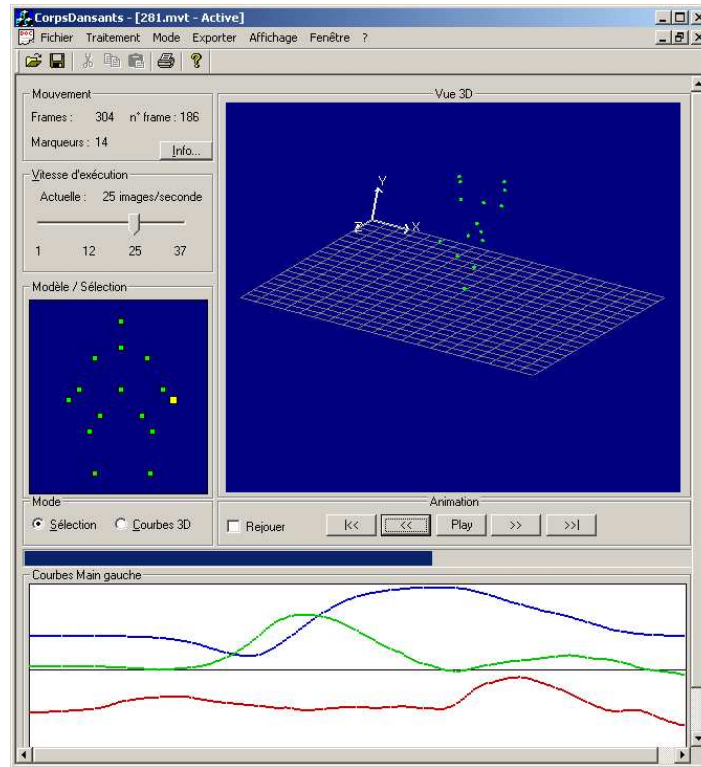 CorpsDansants - [281.mvt - Active]
Fichier Traitement Mode Exporter Affichage Fenêtre ?
Mouvement
Frames : 304 n° frame : 186
Marqueurs : 14
Info...
Vitesse d'exécution
Actuelle : 25 images/seconde
1 12 25 37
Modèle / Sélection
Vue 3D
Y
Z
X
Mode
Sélection Courbes 3D
Animation
Rejouer |<< << Play >> >>|
Courbes Main gauche